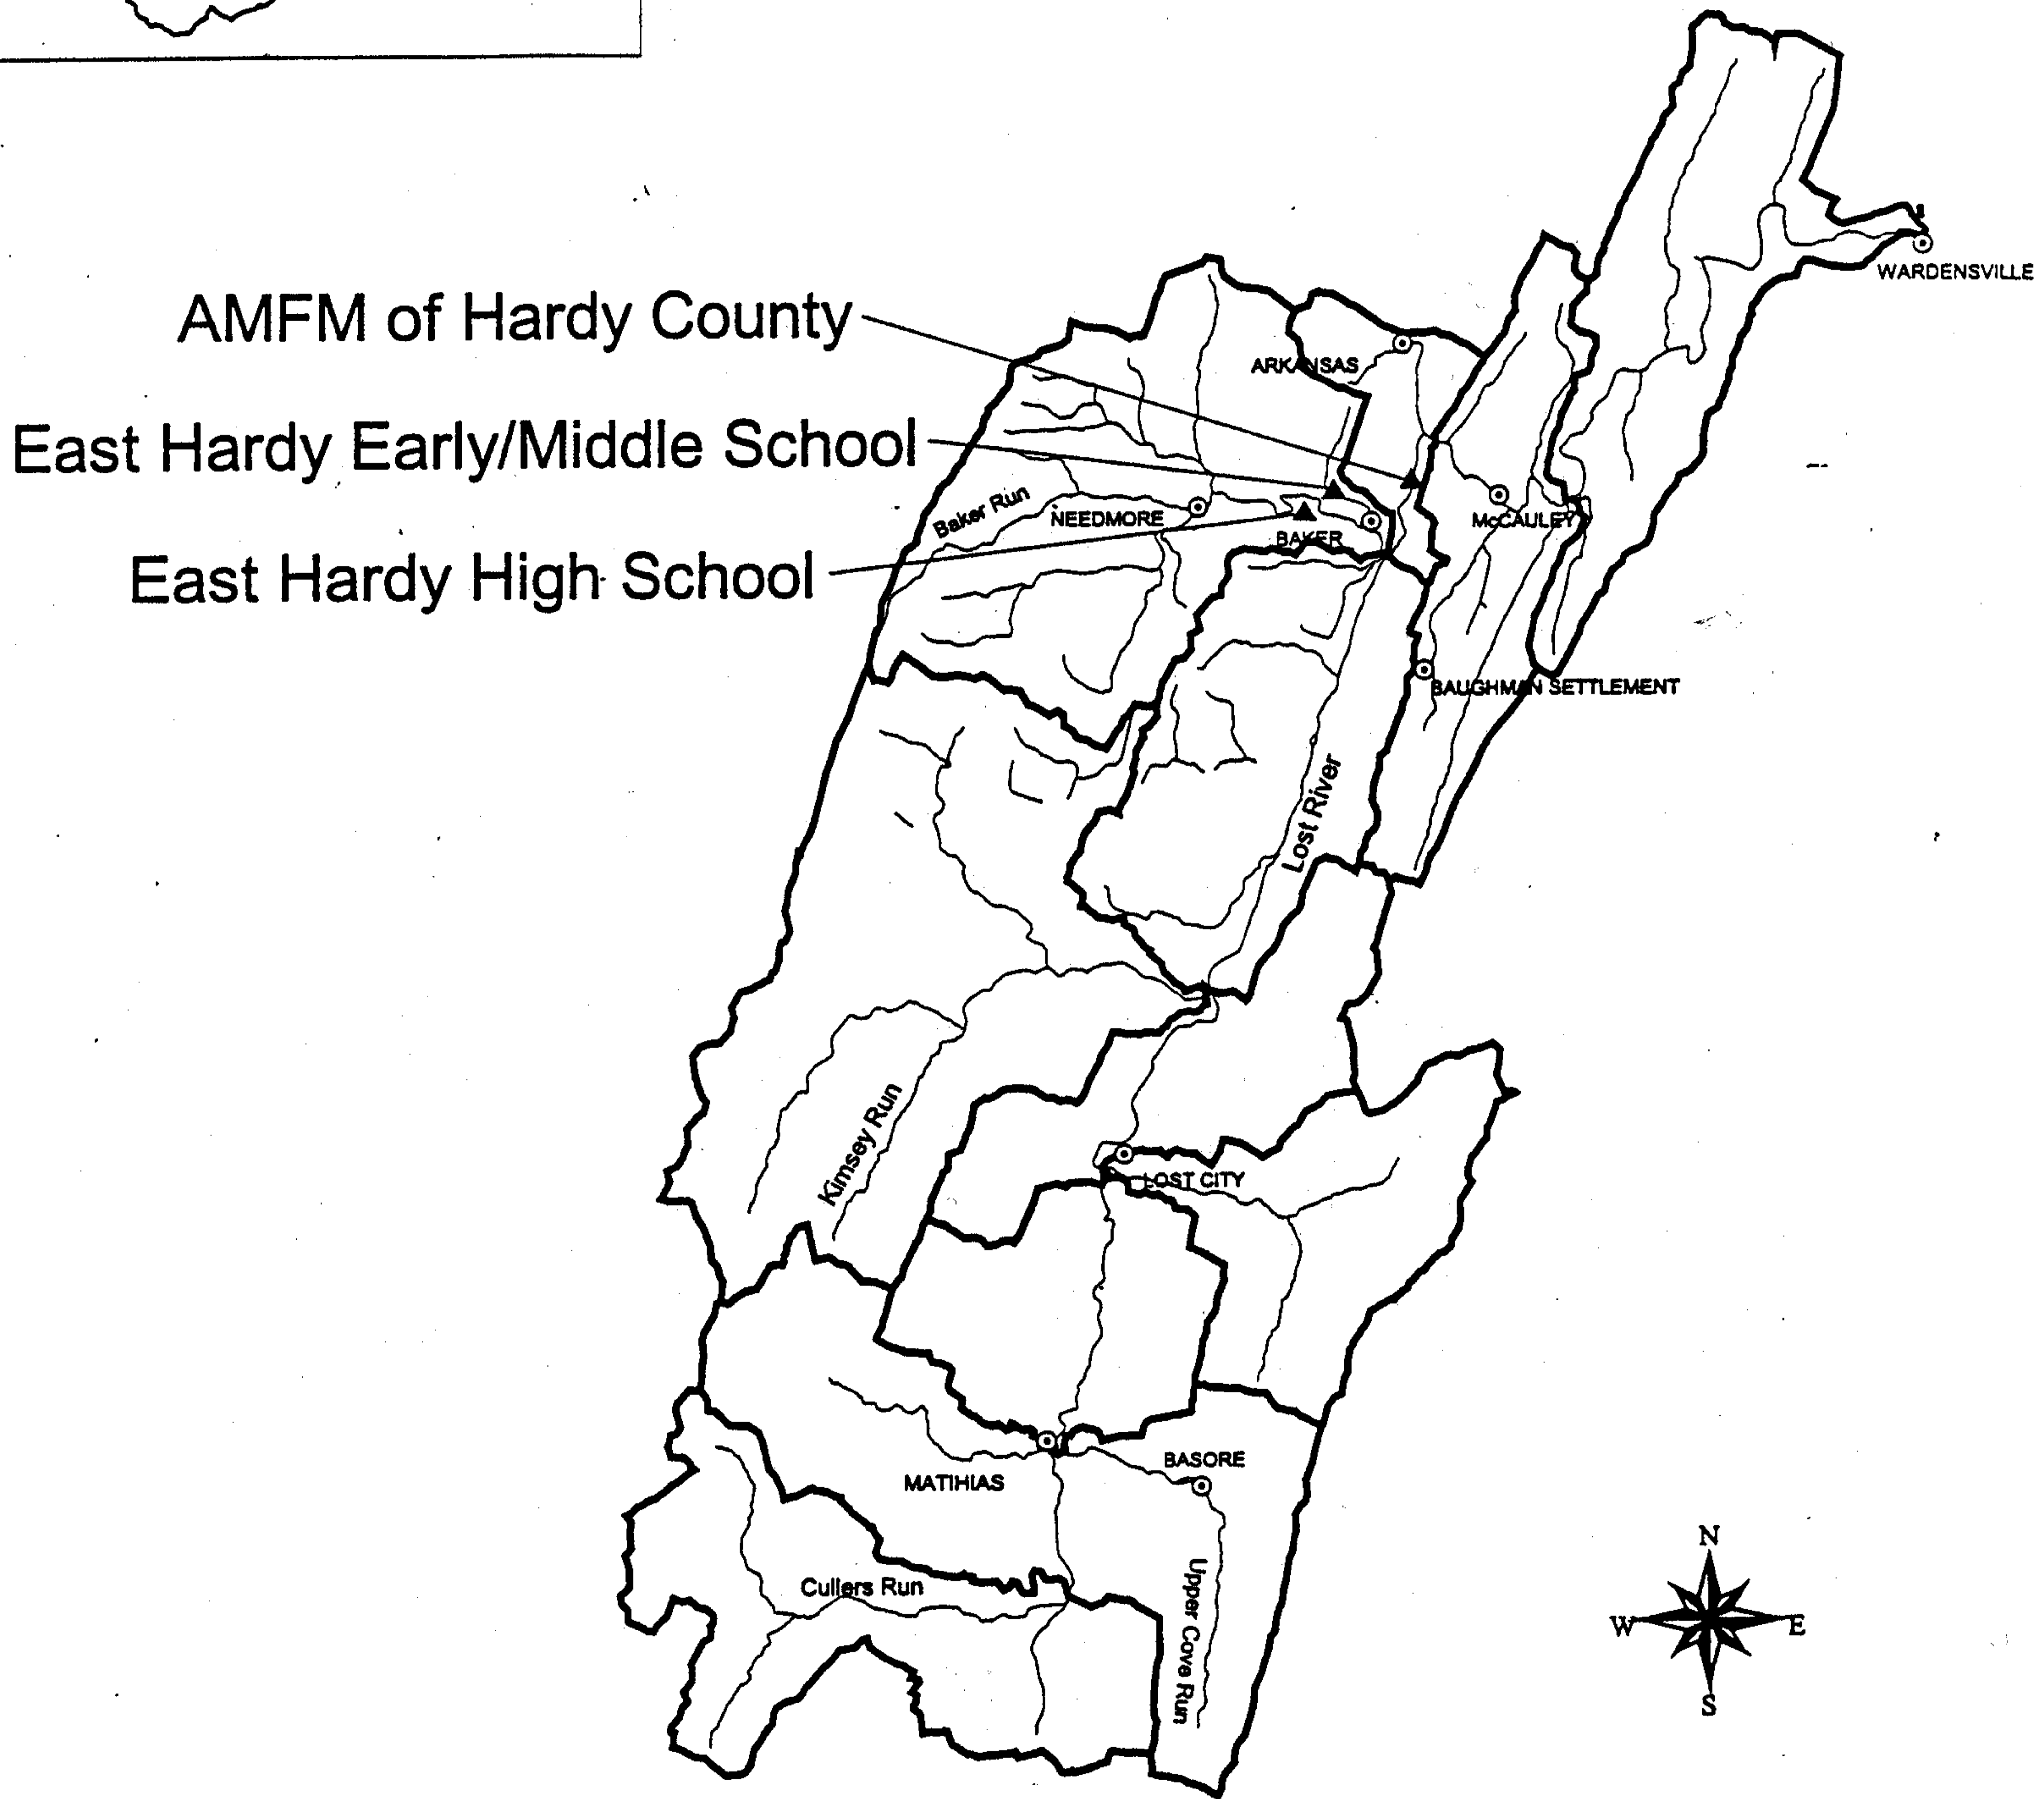 WARDENSVILLE
AMFM of Hardy County
ARKANSAS
East Hardy Early/Middle School
Baker Run
NEEDMORE
McCAULEY
BAKER
East Hardy High School
BAUGHMAN SETTLEMENT
Lost River
Kimsey Run
LOST CITY
BASORE
MATIHIAS
N
Cullers Run
Upper Cove Run
W
E
S